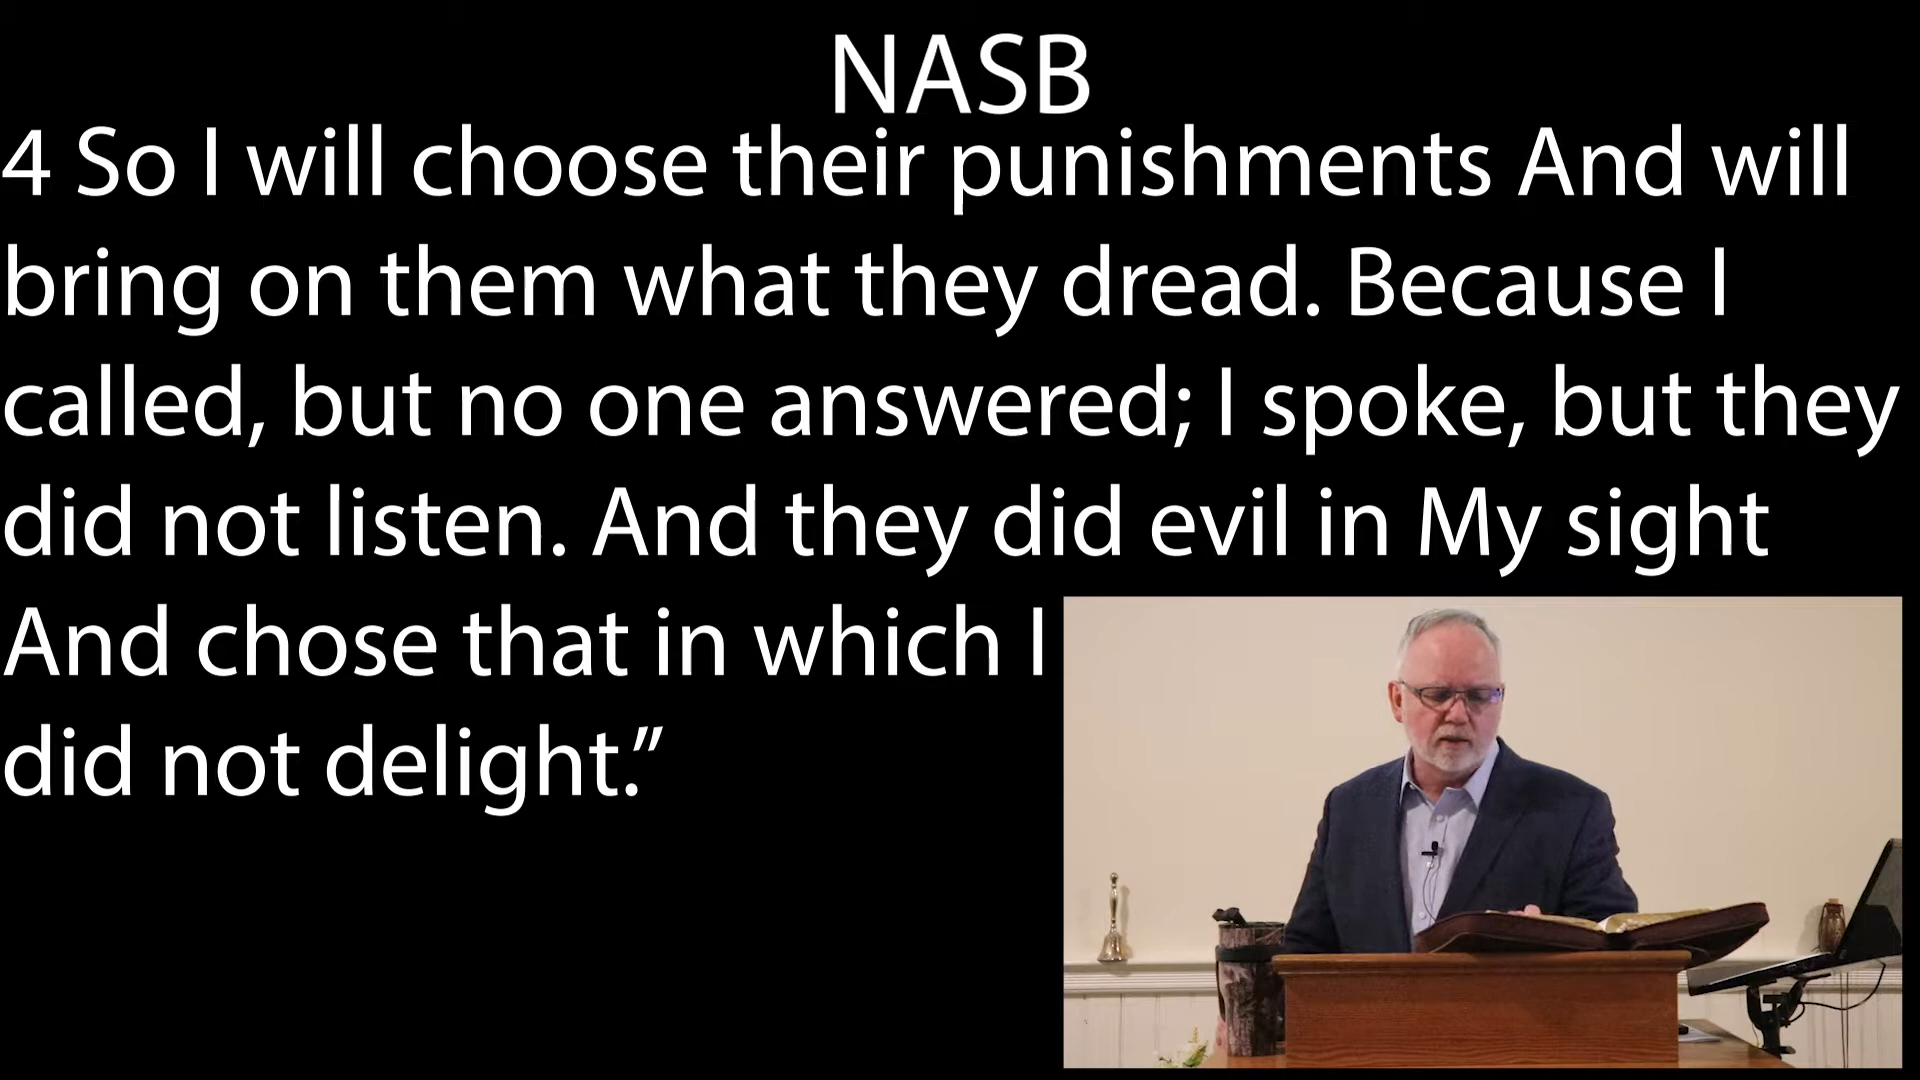 NASB
4 So I will choose their punishments And will
bring on them what they dread. Because I
called, but no one answered; I spoke, but they
did not listen. And they did evil in My sight
And chose that in which I
did not delight.”